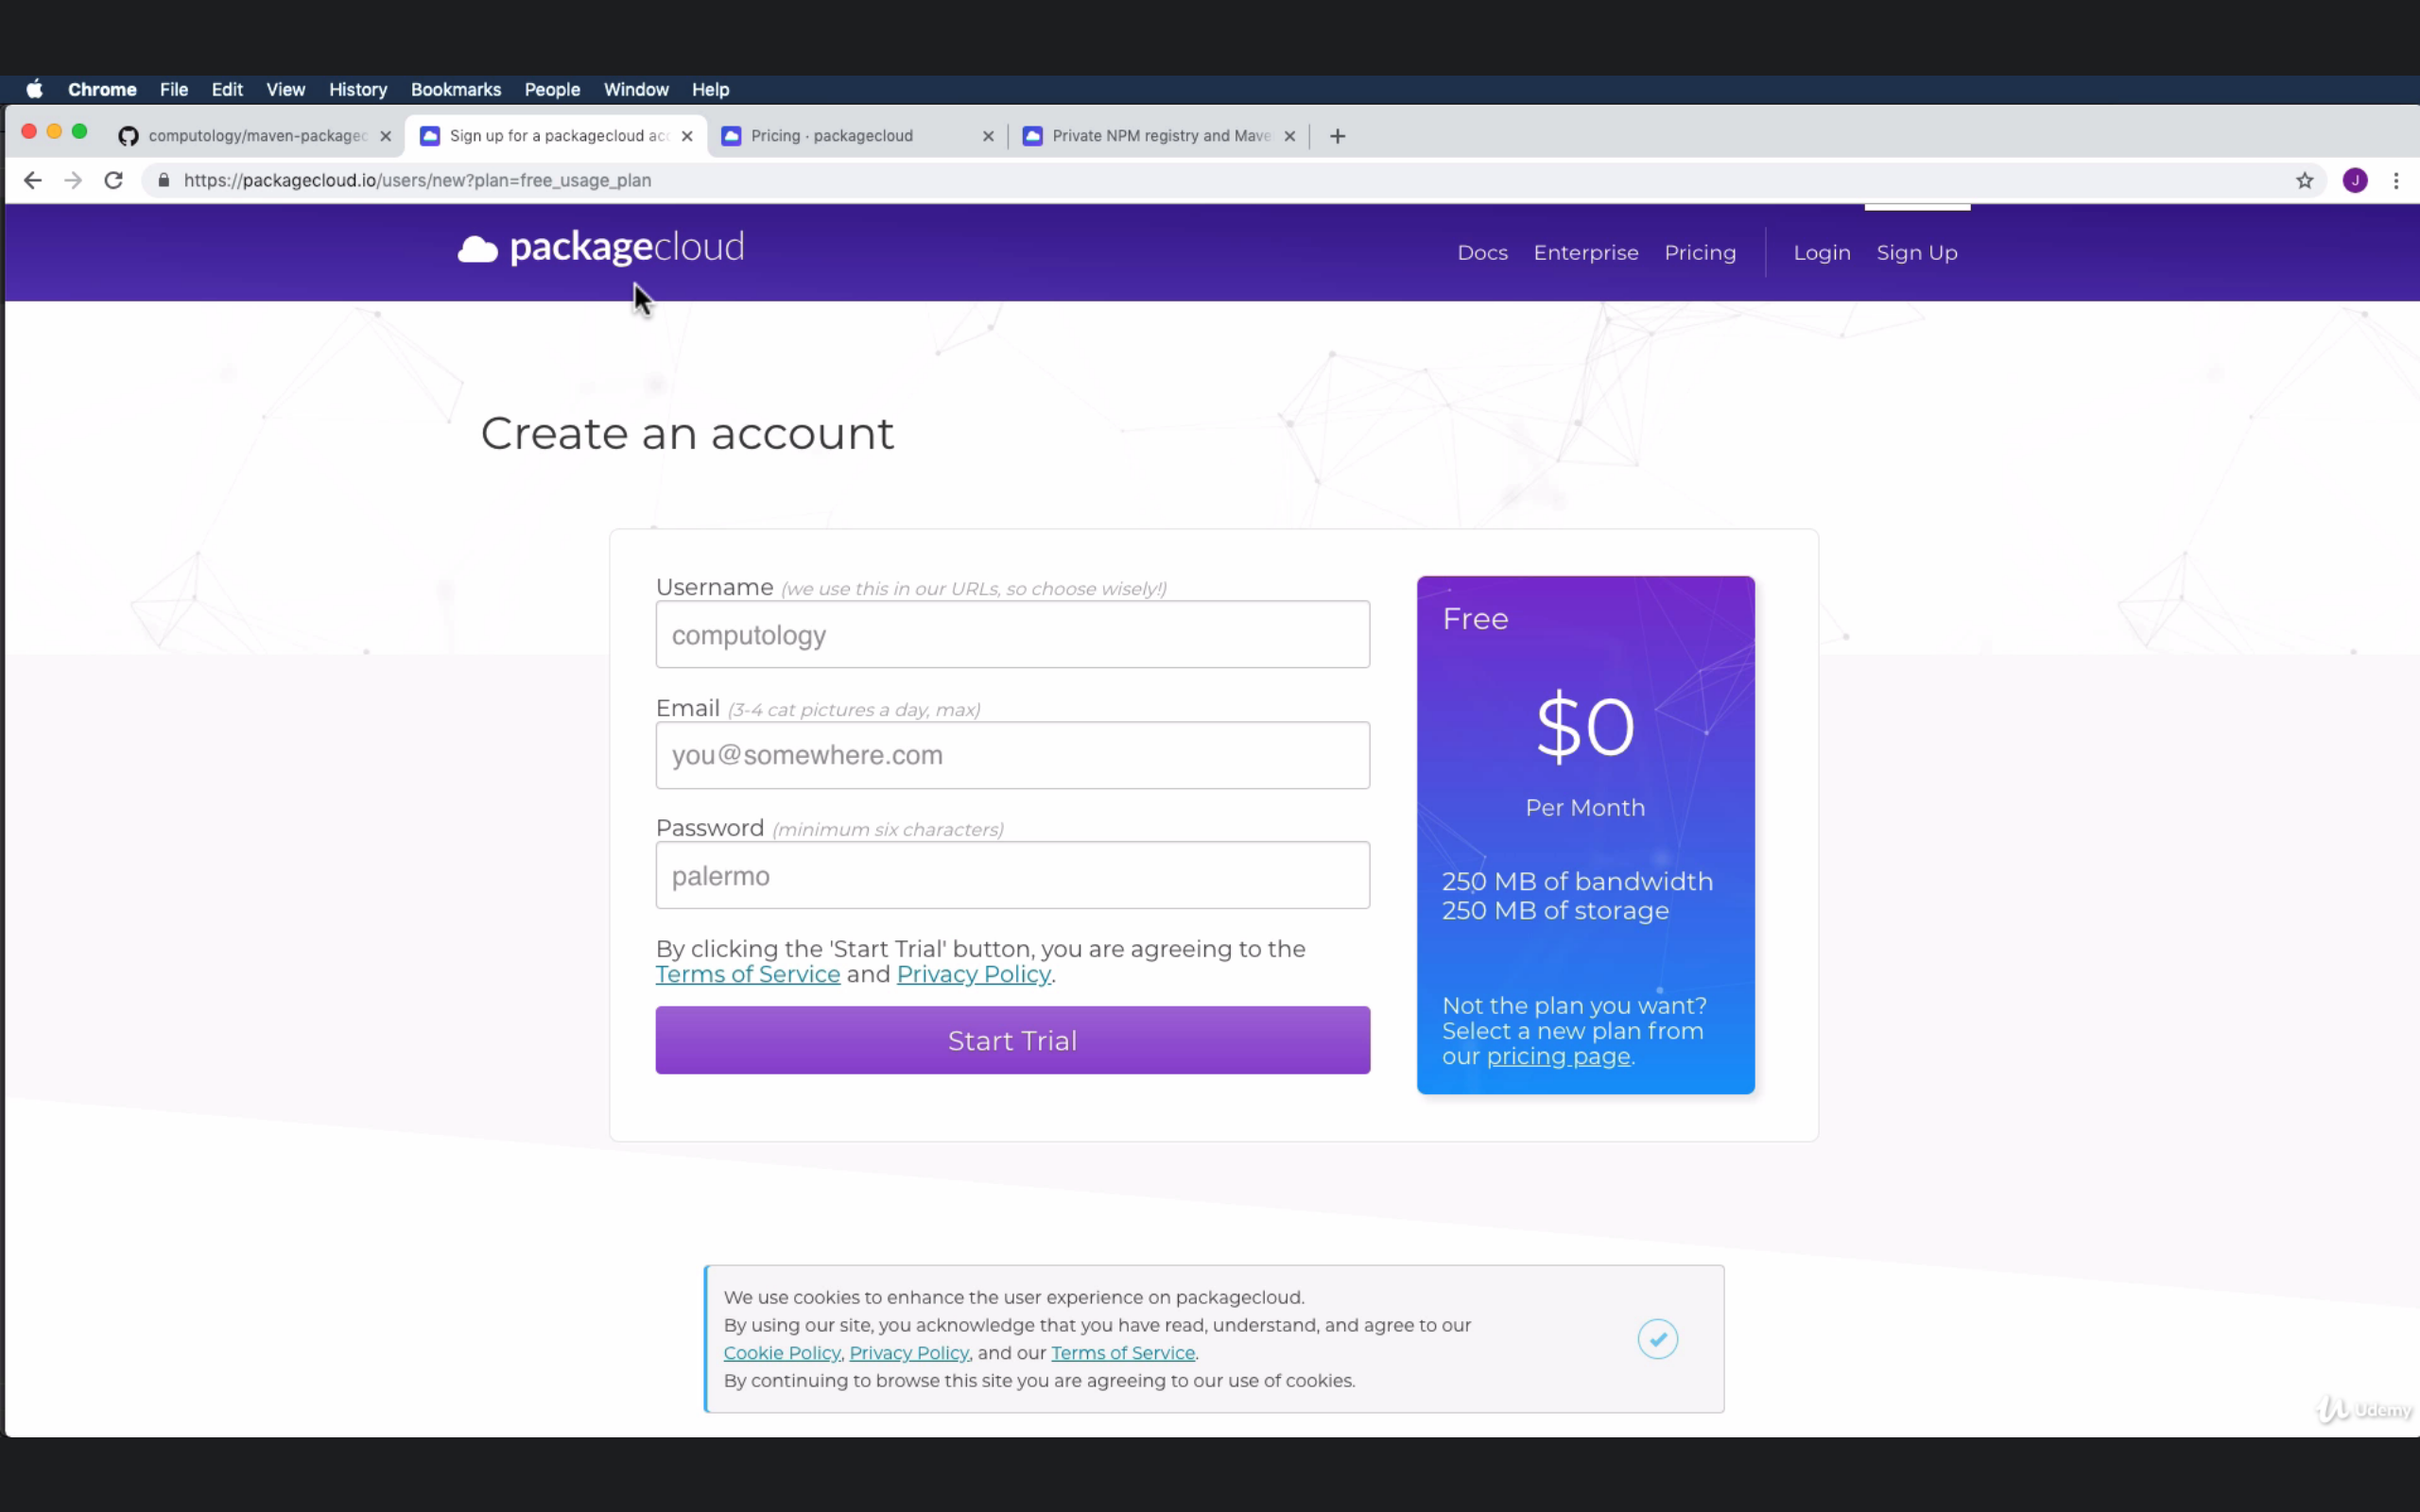 Chrome File Edit View History Bookmarks People Window Help
computology/maven-packagec Sign up for a packagecloud acc Pricing · packagecloud Private NPM registry and Mave
https://packagecloud.io/users/new?plan=free_usage_plan J
packagecloud Docs Enterprise Pricing Login Sign Up
Create an account
Username (we use this in our URLs, so choose wisely!)
computology
Email (3-4 cat pictures a day, max)
you@somewhere.com
Password (minimum six characters)
palermo
By clicking the 'Start Trial' button, you are agreeing to the
Terms of Service and Privacy Policy.
Start Trial
Free
$0
Per Month
250 MB of bandwidth
250 MB of storage
Not the plan you want?
Select a new plan from
our pricing page.
We use cookies to enhance the user experience on packagecloud.
By using our site, you acknowledge that you have read, understand, and agree to our
Cookie Policy, Privacy Policy, and our Terms of Service.
By continuing to browse this site you are agreeing to our use of cookies.
Udemy